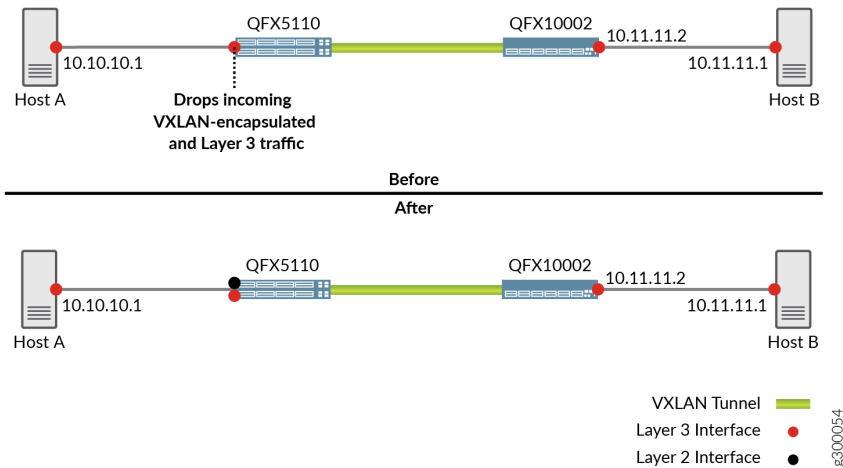 QFX5110
QFX10002
10.11.11.2
10.10.10.1
10.11.11.1
Host A
Host B
Drops incoming
VXLAN-encapsulated
and Layer 3 traffic
Before
After
QFX5110
QFX10002
10.11.11.2
10.10.10.1
10.11.11.1
Host A
Host B
VXLAN Tunnel
Layer 3 Interface
Layer 2 Interface
g300054